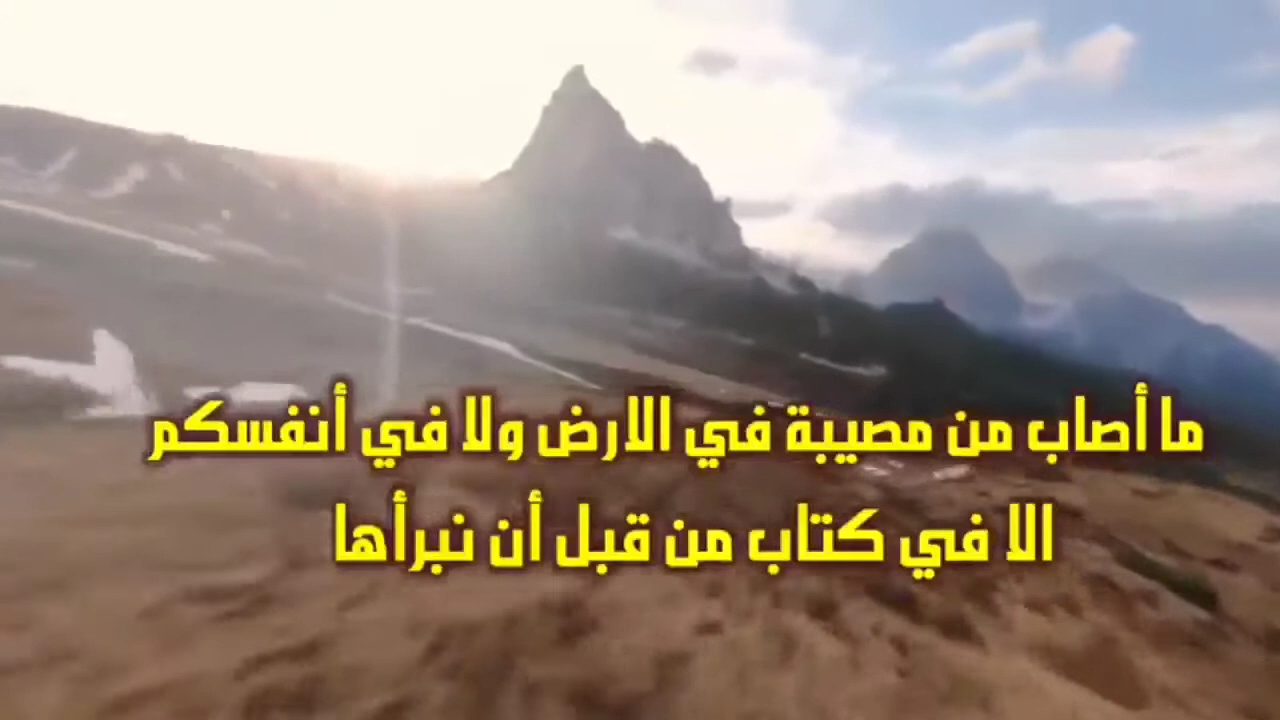 ما أصاب من مصيبة في الارض ولا في أنفسكم
الا في كتاب من قبل أن نبرأها